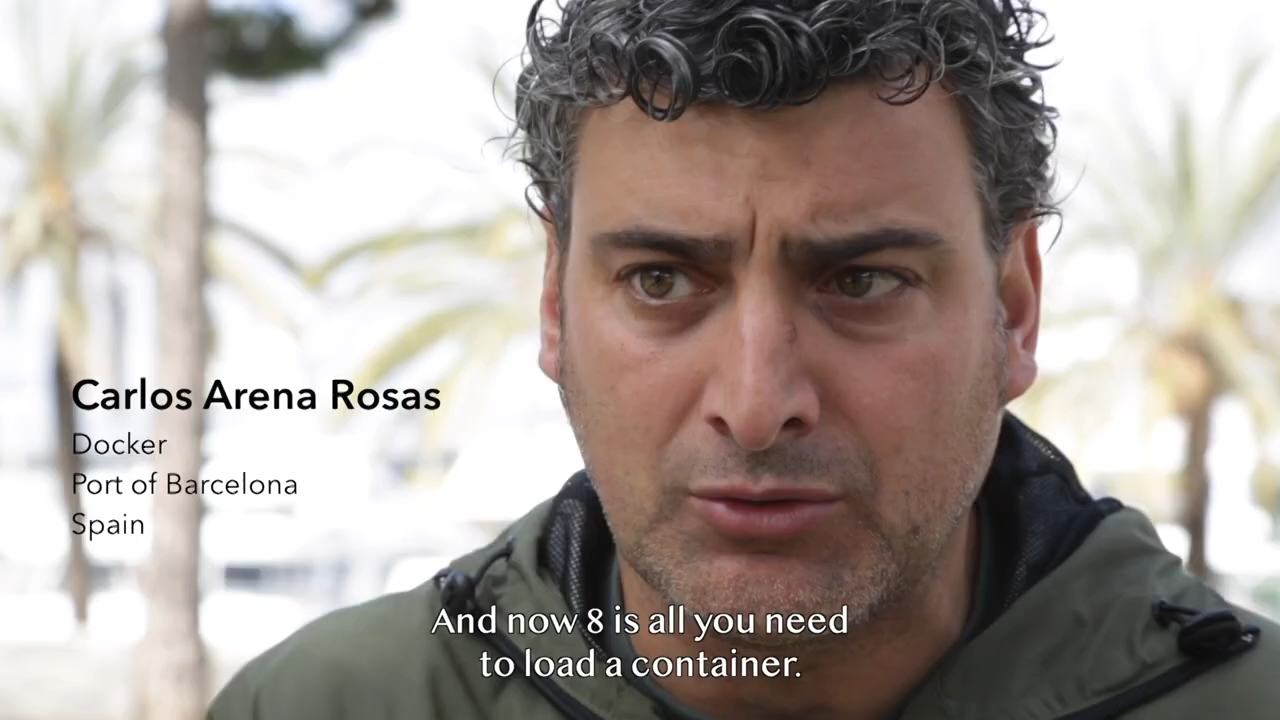 Carlos Arena Rosas
Docker
Port of Barcelona
Spain
And now 8 is all you need
to load a container.